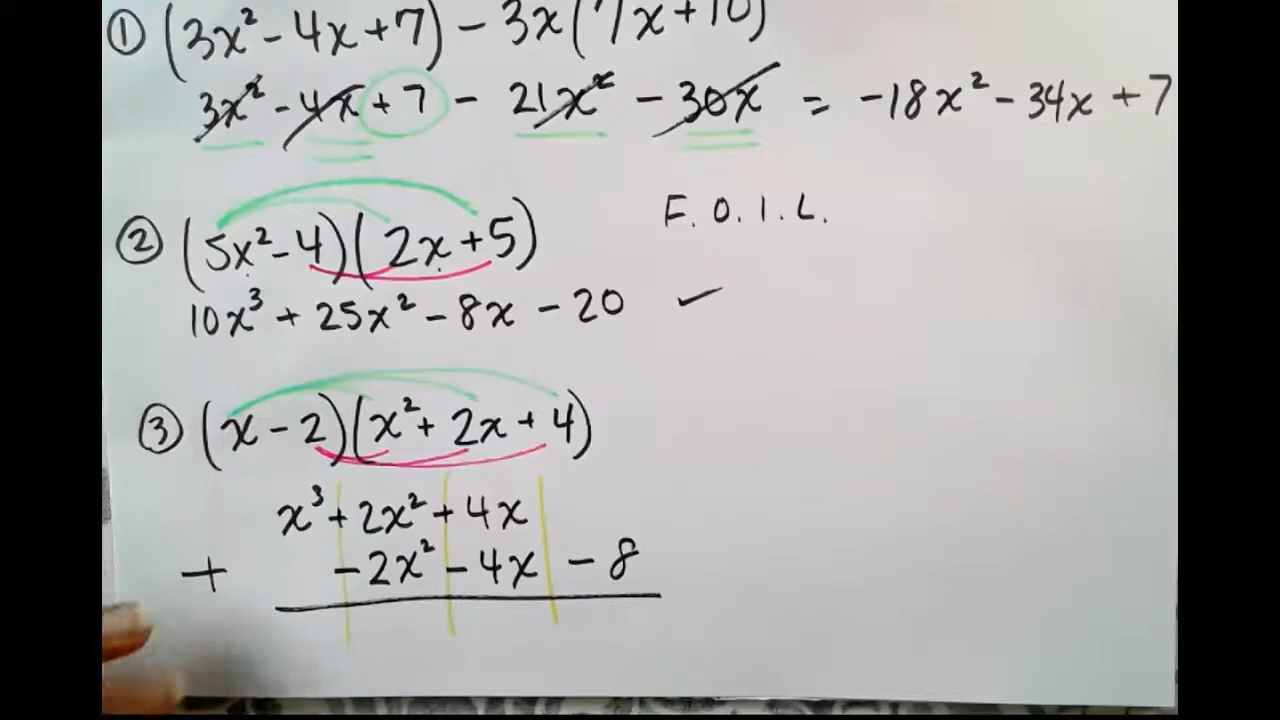 ① (3x² - 4x + 7) - 3x(7x + 10)
3x² - 4x + 7 - 21x² - 30x = -18x² - 34x + 7
② (5x² - 4)(2x + 5) F. O. I. L.
10x³ + 25x² - 8x - 20 ✓
③ (x - 2)(x² + 2x + 4)
x³ + 2x² + 4x
+ - 2x² - 4x - 8